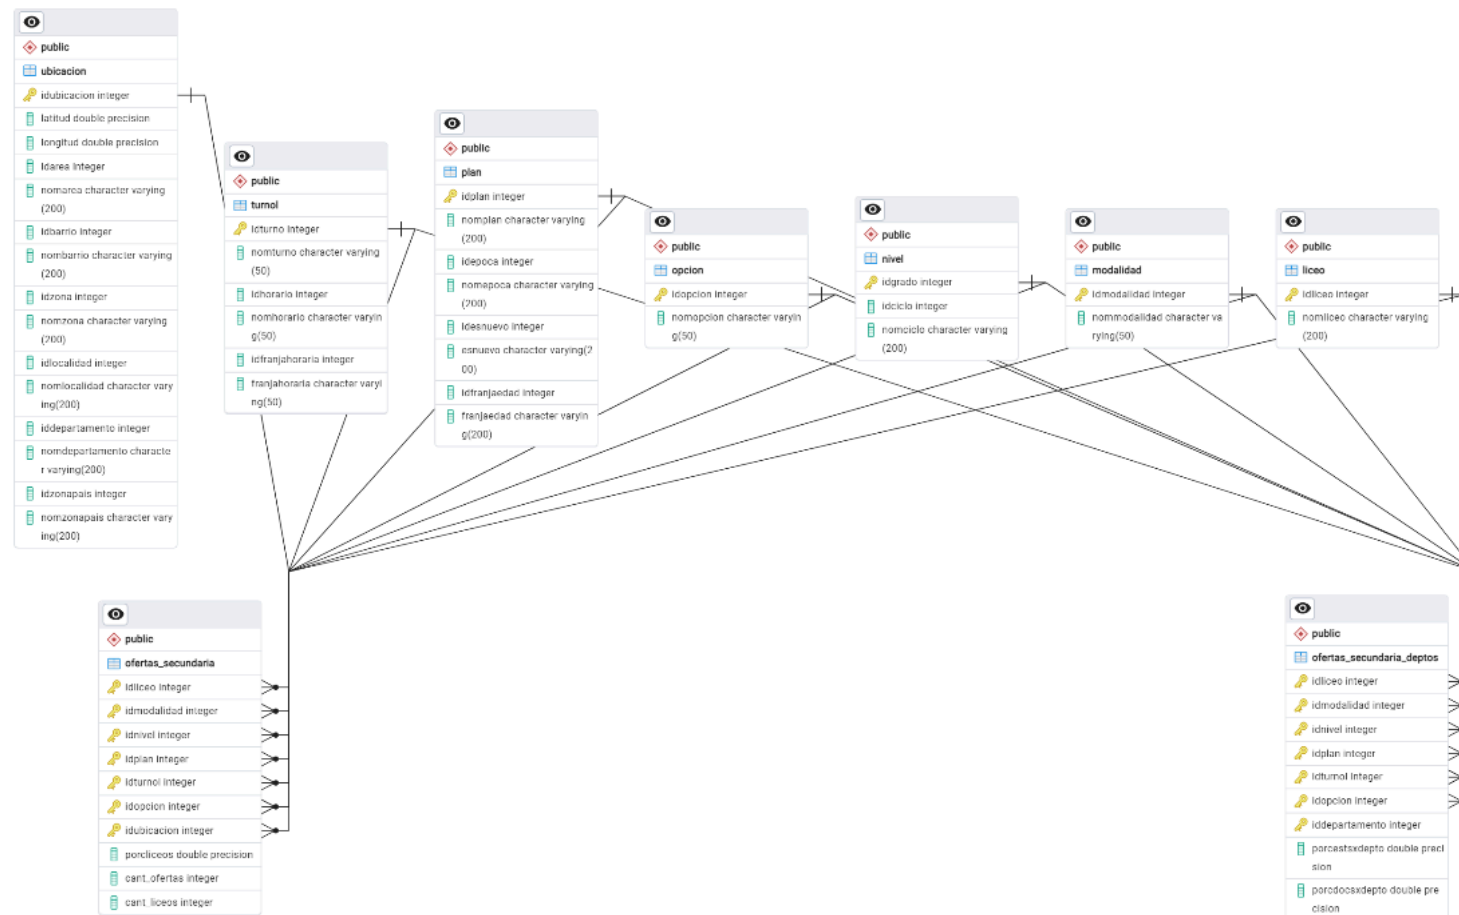 public
ubicacion
idubicacion integer
latitud double precision
longitud double precision
idarea integer
nomarea character varying
(200)
idbarrio integer
nombarrio character varying
(200)
idzona integer
nomzona character varying
(200)
idlocalidad integer
nomlocalidad character vary
ing(200)
iddepartamento integer
nomdepartamento characte
r varying(200)
idzonapais integer
nomzonapais character vary
ing(200)
public
turnol
idturno integer
nomturno character varying
(50)
idhorario integer
nomhorario character varyin
g(50)
idfranjahoraria integer
franjahoraria character varyi
ng(50)
public
plan
idplan integer
nomplan character varying
(200)
idepoca integer
nomepoca character varying
(200)
idesnuevo integer
esnuevo character varying(2
00)
idfranjaedad integer
franjaedad character varyin
g(200)
public
opcion
idopcion integer
nomopcion character varyin
g(50)
public
nivel
idgrado integer
idciclo integer
nomciclo character varying
(200)
public
modalidad
idmodalidad integer
nommodalidad character va
rying(50)
public
liceo
idliceo integer
nomliceo character varying
(200)
public
ofertas_secundaria
idliceo integer
idmodalidad integer
idnivel integer
idplan integer
idturnol integer
idopcion integer
idubicacion integer
porcliceos double precision
cant_ofertas integer
cant_liceos integer
public
ofertas_secundaria_deptos
idliceo integer
idmodalidad integer
idnivel integer
idplan integer
idturnol integer
idopcion integer
iddepartamento integer
porcestsxdepto double preci
sion
porcdocsxdepto double pre
cision